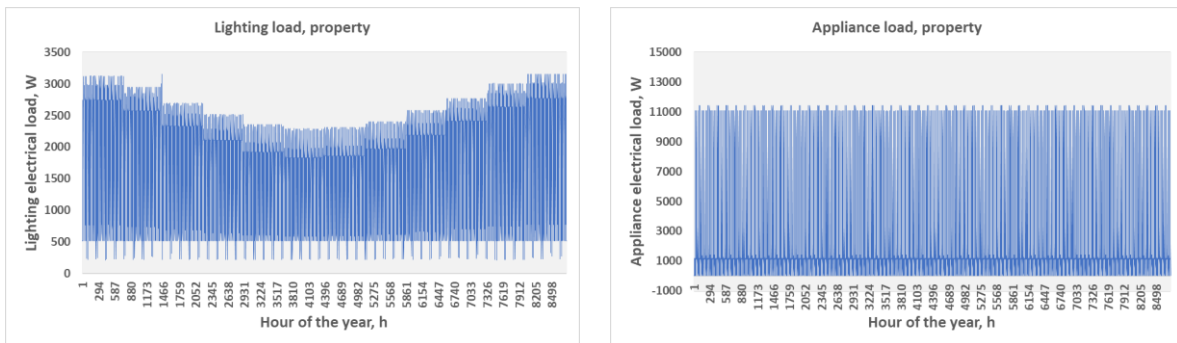 Lighting load, property
Lighting electrical load, W
3500
3000
2500
2000
1500
1000
500
0
1 294 587 880 1173 1466 1759 2052 2345 2638 2931 3224 3517 3810 4103 4396 4689 4982 5275 5568 5861 6154 6447 6740 7033 7326 7619 7912 8205 8498
Hour of the year, h
Appliance load, property
Appliance electrical load, W
15000
13000
11000
9000
7000
5000
3000
1000
-1000
1 294 587 880 1173 1466 1759 2052 2345 2638 2931 3224 3517 3810 4103 4396 4689 4982 5275 5568 5861 6154 6447 6740 7033 7326 7619 7912 8205 8498
Hour of the year, h